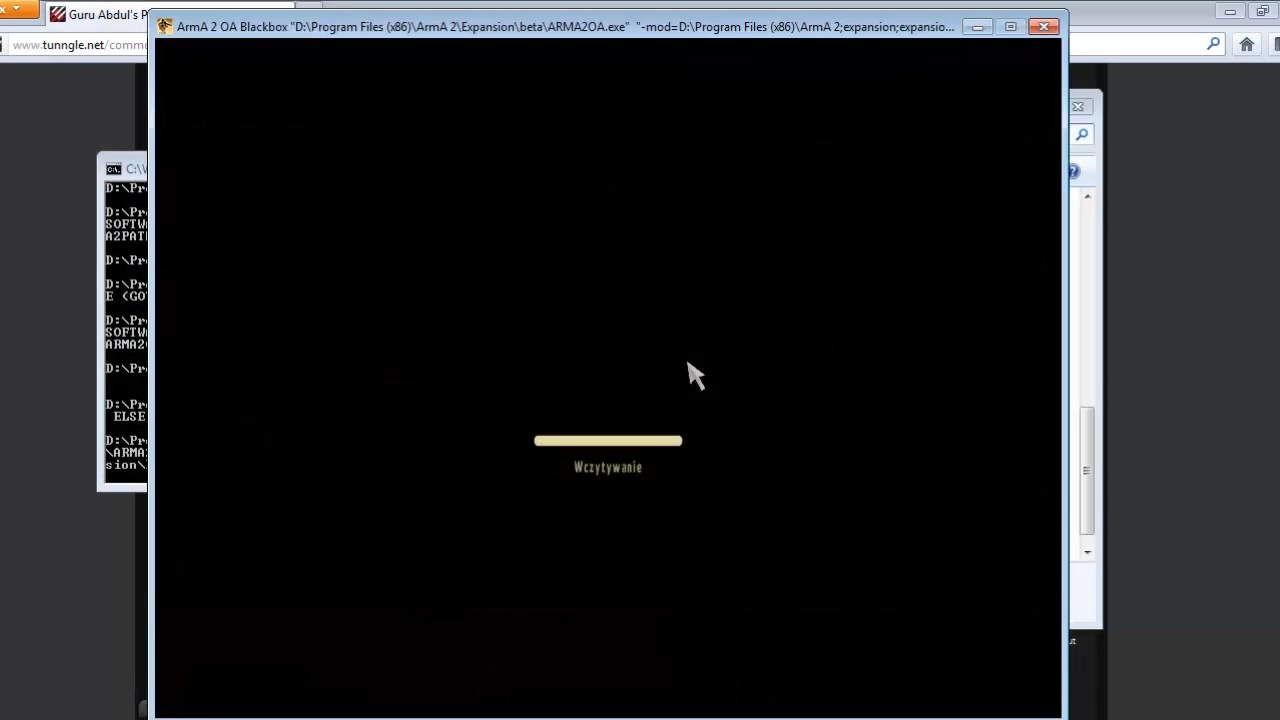 Guru Abdul's P
www.tunngle.net/commu
ArmA 2 OA Blackbox "D:\Program Files (x86)\ArmA 2\Expansion\beta\ARMA2OA.exe" "-mod=D:\Program Files (x86)\ArmA 2;expansion;expansio...
C:\
D:\Pr
D:\Pr
SOFTW
A2PAT
D:\Pr
D:\Pr
E (GO
D:\Pr
SOFTW
ARMA2
D:\Pr
D:\Pr
ELSE
D:\Pr
\ARMA
sion\
Wczytywanie